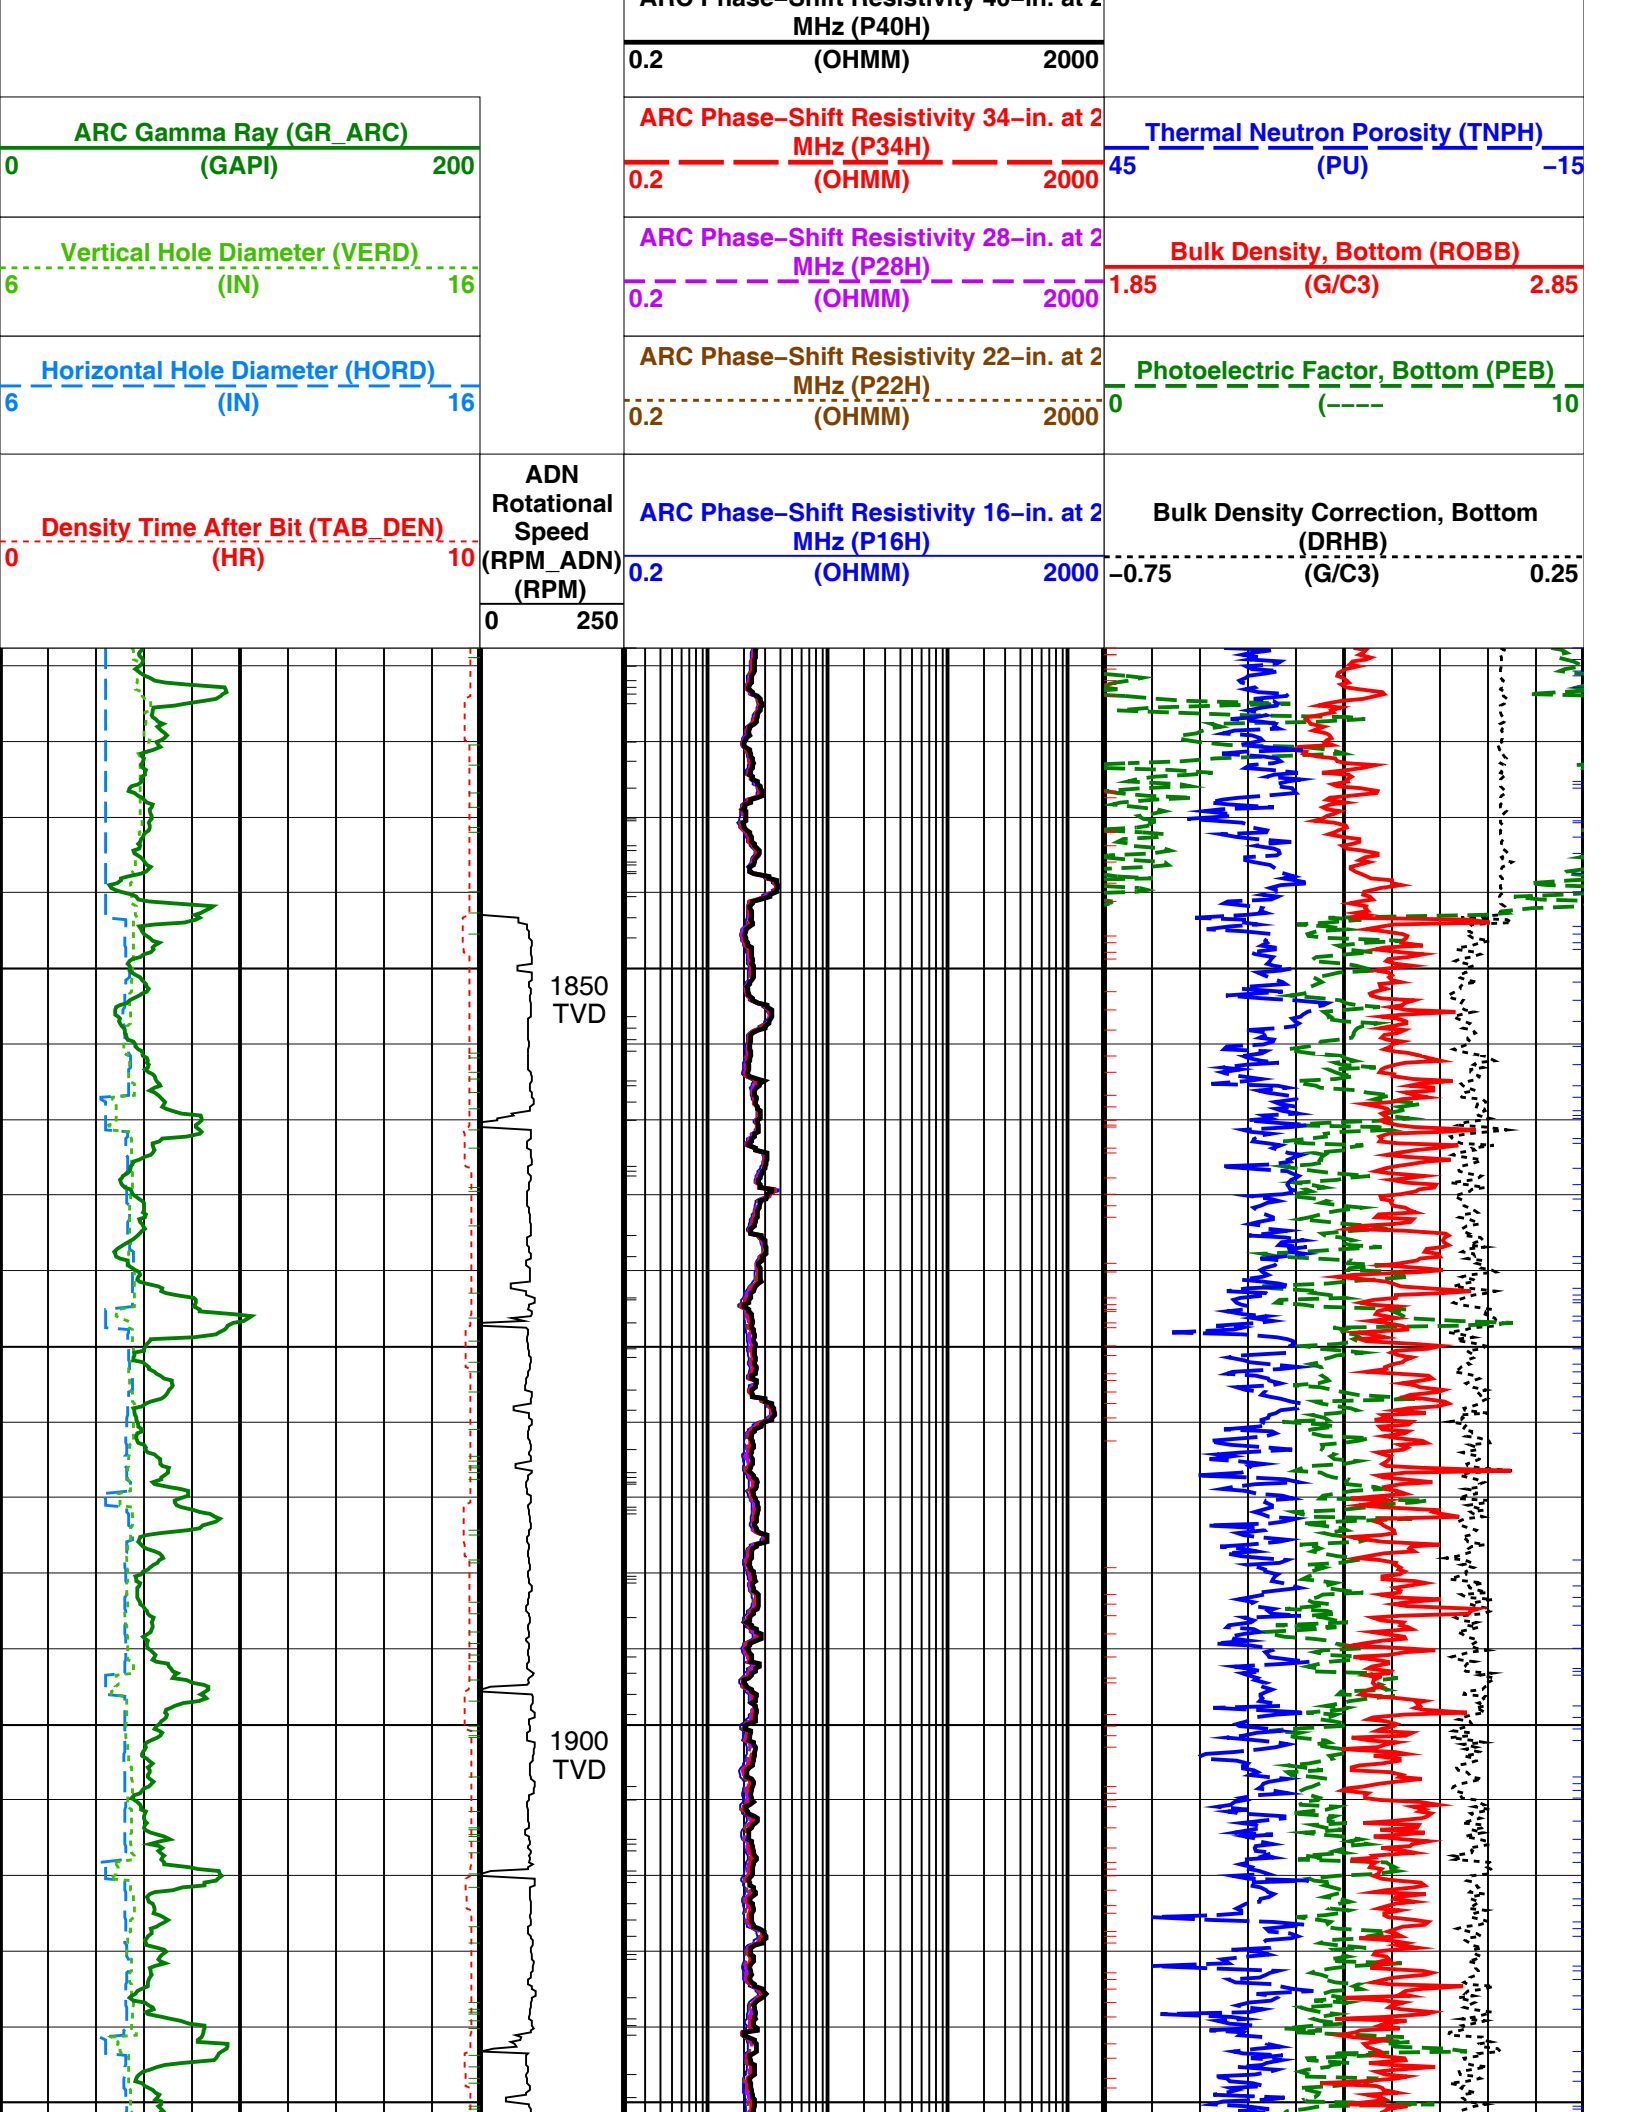 ARC Phase−Shift Resistivity 40−in. at 2
MHz (P40H)
0.2 (OHMM) 2000
ARC Gamma Ray (GR_ARC)
0 (GAPI) 200
ARC Phase−Shift Resistivity 34−in. at 2
MHz (P34H)
0.2 (OHMM) 2000
Thermal Neutron Porosity (TNPH)
45 (PU) −15
Vertical Hole Diameter (VERD)
6 (IN) 16
ARC Phase−Shift Resistivity 28−in. at 2
MHz (P28H)
0.2 (OHMM) 2000
Bulk Density, Bottom (ROBB)
1.85 (G/C3) 2.85
Horizontal Hole Diameter (HORD)
6 (IN) 16
ARC Phase−Shift Resistivity 22−in. at 2
MHz (P22H)
0.2 (OHMM) 2000
Photoelectric Factor, Bottom (PEB)
0 (−−−− 10
Density Time After Bit (TAB_DEN)
0 (HR) 10
ADN
Rotational
Speed
(RPM_ADN)
(RPM)
0 250
ARC Phase−Shift Resistivity 16−in. at 2
MHz (P16H)
0.2 (OHMM) 2000
Bulk Density Correction, Bottom
(DRHB)
−0.75 (G/C3) 0.25
1850
TVD
1900
TVD